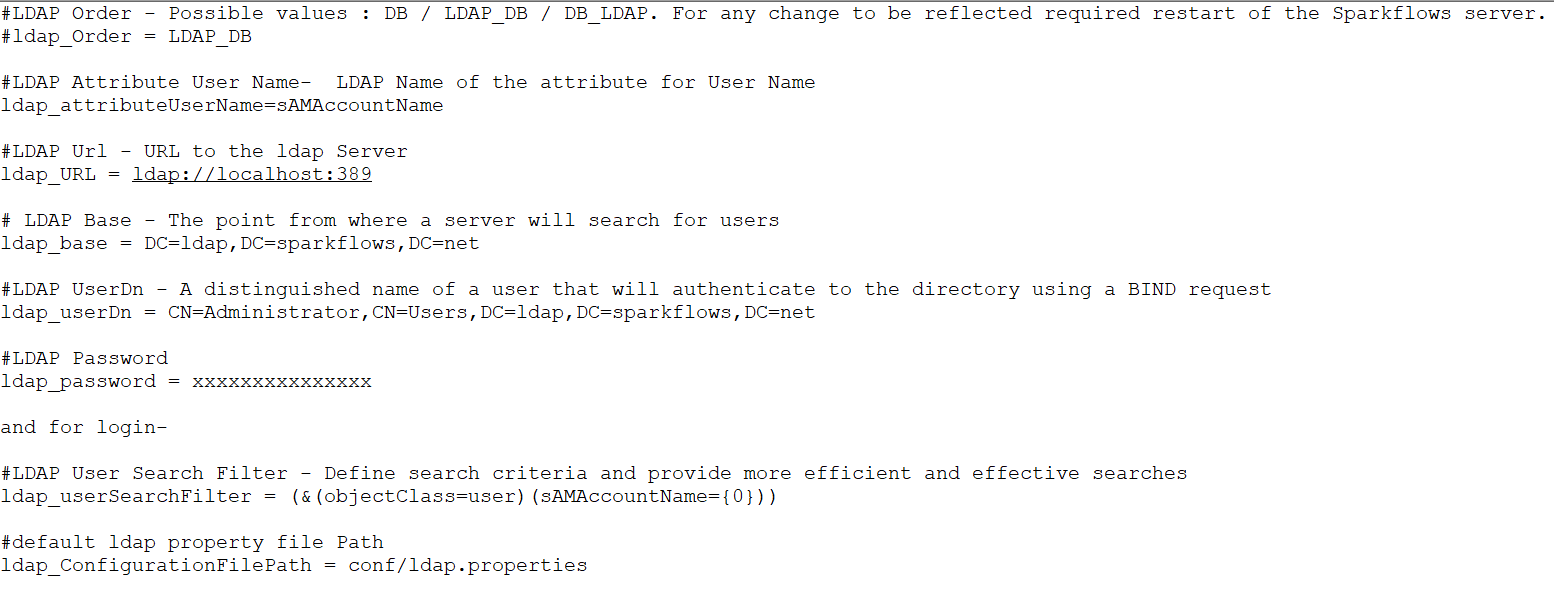 #LDAP Order - Possible values : DB / LDAP_DB / DB_LDAP. For any change to be reflected required restart of the Sparkflows server.
#ldap_Order = LDAP_DB
#LDAP Attribute User Name-  LDAP Name of the attribute for User Name
ldap_attributeUserName=sAMAccountName
#LDAP Url - URL to the ldap Server
ldap_URL = ldap://localhost:389
# LDAP Base - The point from where a server will search for users
ldap_base = DC=ldap,DC=sparkflows,DC=net
#LDAP UserDn - A distinguished name of a user that will authenticate to the directory using a BIND request
ldap_userDn = CN=Administrator,CN=Users,DC=ldap,DC=sparkflows,DC=net
#LDAP Password
ldap_password = xxxxxxxxxxxxxxx
and for login-
#LDAP User Search Filter - Define search criteria and provide more efficient and effective searches
ldap_userSearchFilter = (&(objectClass=user)(sAMAccountName={0}))
#default ldap property file Path
ldap_ConfigurationFilePath = conf/ldap.properties